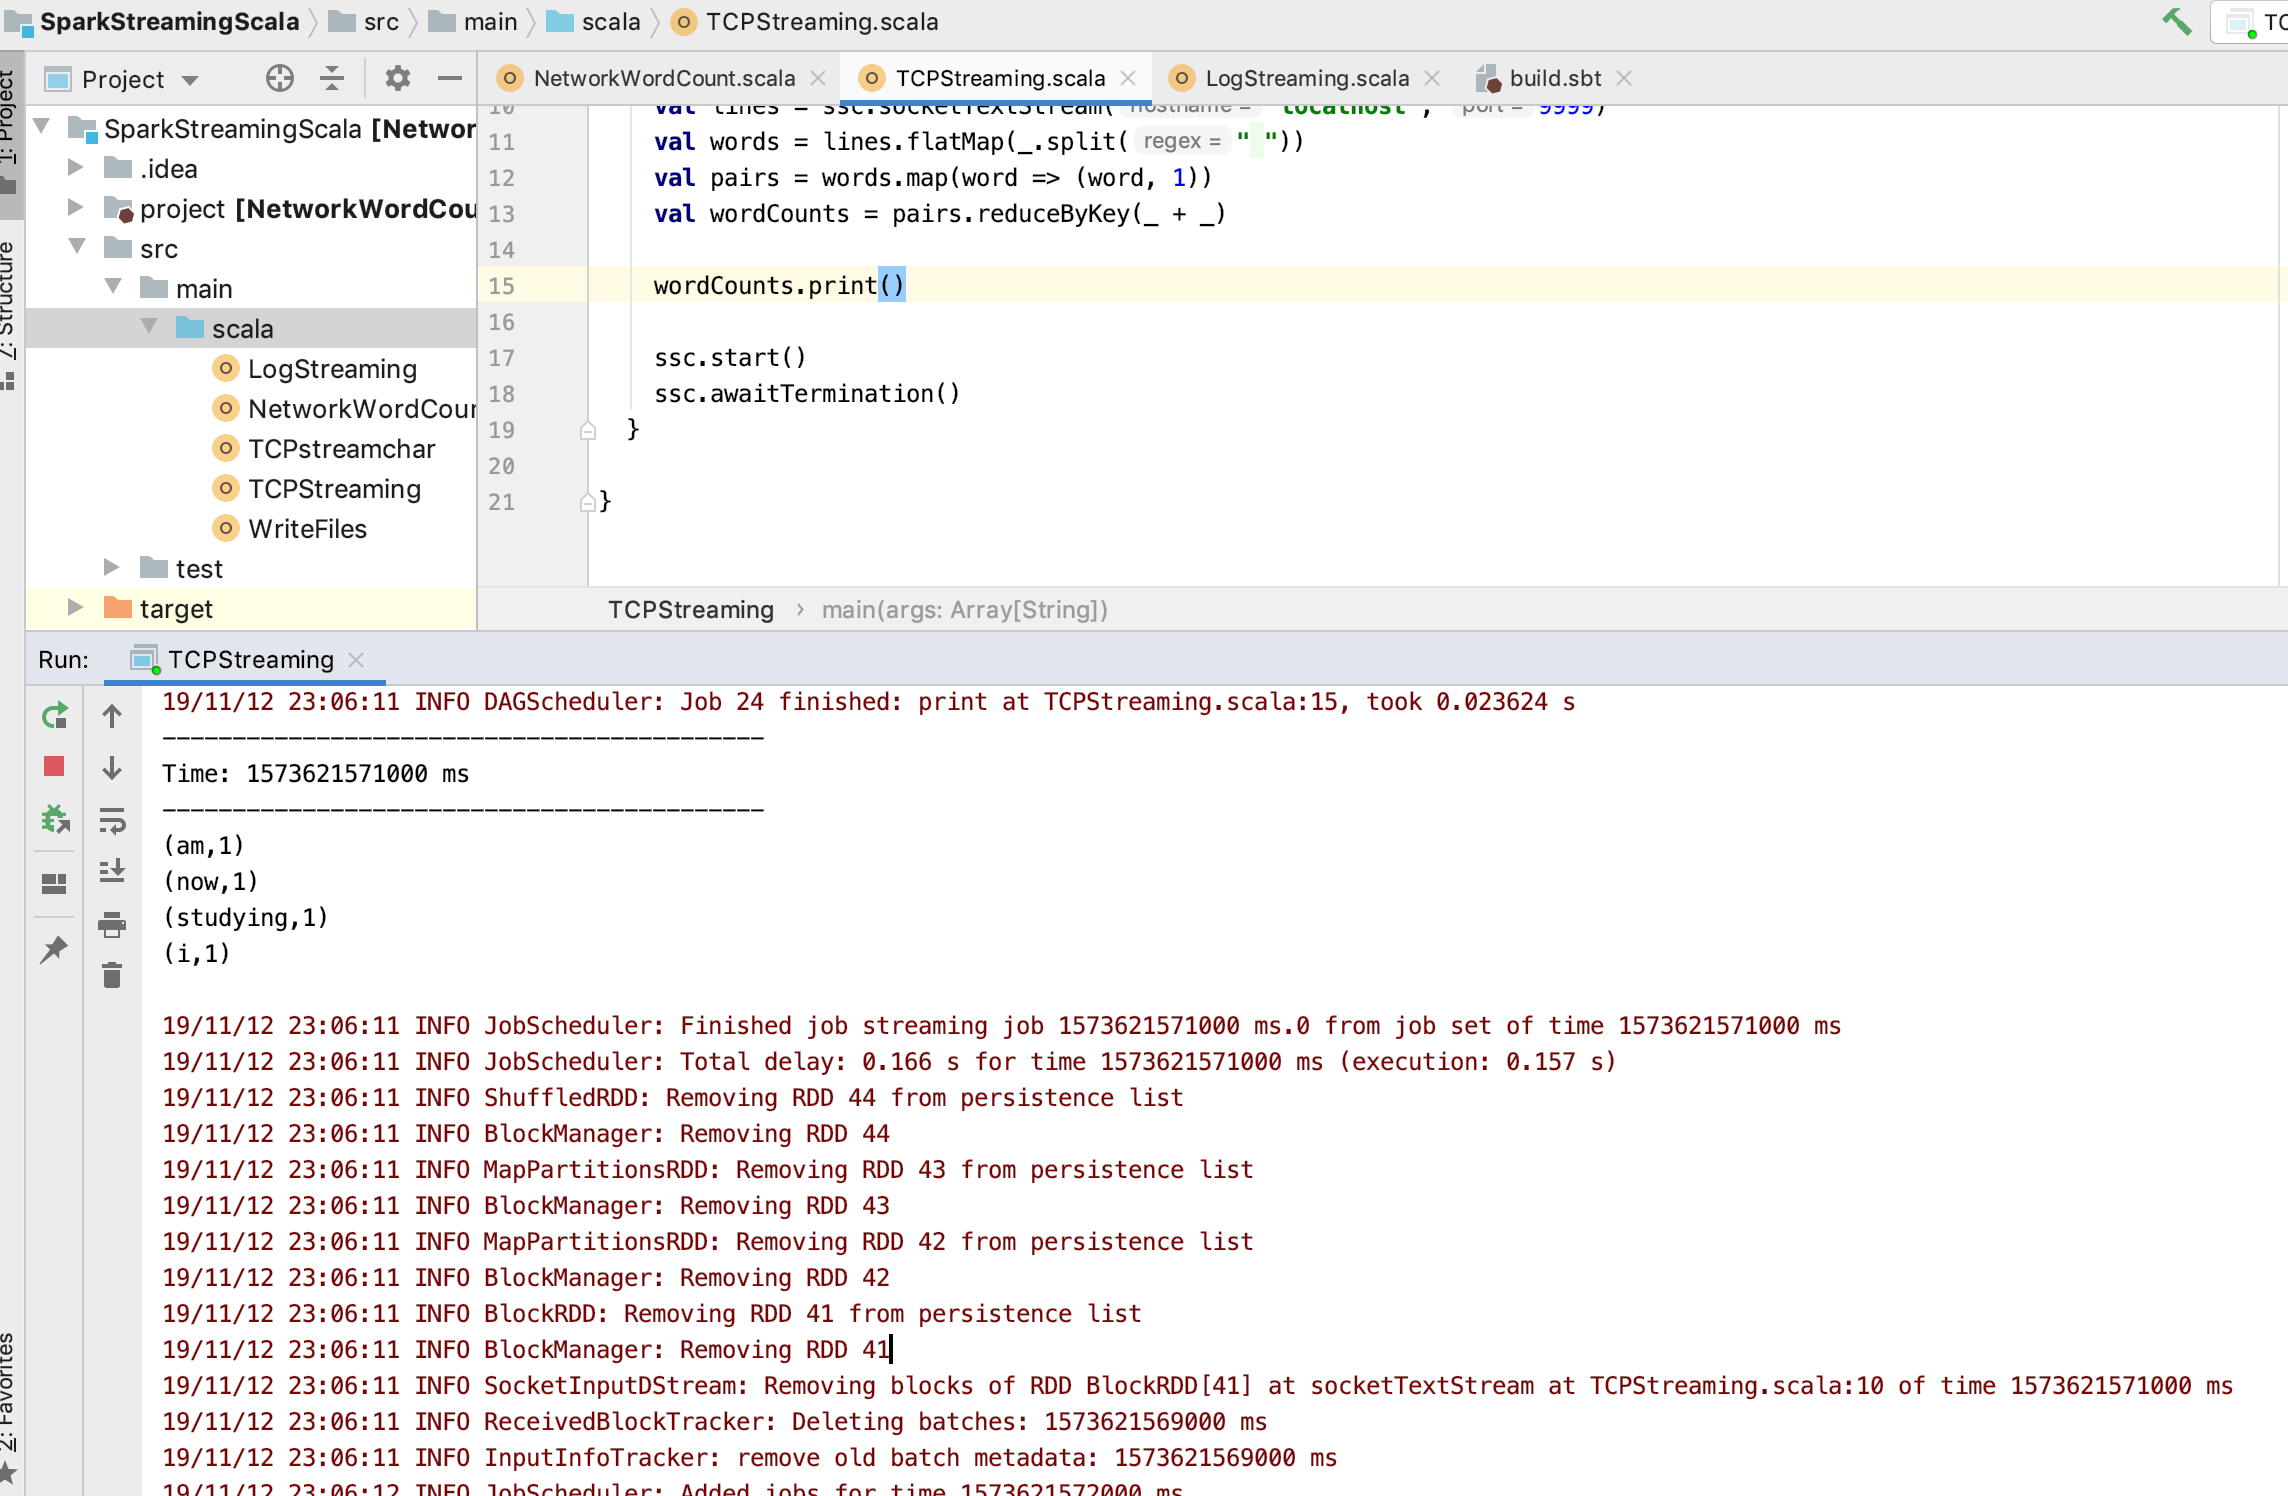 SparkStreamingScala src main scala TCPStreaming.scala
Project
NetworkWordCount.scala TCPStreaming.scala LogStreaming.scala build.sbt
1: Project
7: Structure
2: Favorites
SparkStreamingScala [Networ
.idea
project [NetworkWordCou
src
main
scala
LogStreaming
NetworkWordCoun
TCPstreamchar
TCPStreaming
WriteFiles
test
target
10 val lines = ssc.socketTextStream( hostname = "localhost", port = 9999)
11 val words = lines.flatMap(_.split( regex = " "))
12 val pairs = words.map(word => (word, 1))
13 val wordCounts = pairs.reduceByKey(_ + _)
14
15 wordCounts.print()
16
17 ssc.start()
18 ssc.awaitTermination()
19 }
20
21 }
TCPStreaming › main(args: Array[String])
Run: TCPStreaming
19/11/12 23:06:11 INFO DAGScheduler: Job 24 finished: print at TCPStreaming.scala:15, took 0.023624 s
-------------------------------------------
Time: 1573621571000 ms
-------------------------------------------
(am,1)
(now,1)
(studying,1)
(i,1)
19/11/12 23:06:11 INFO JobScheduler: Finished job streaming job 1573621571000 ms.0 from job set of time 1573621571000 ms
19/11/12 23:06:11 INFO JobScheduler: Total delay: 0.166 s for time 1573621571000 ms (execution: 0.157 s)
19/11/12 23:06:11 INFO ShuffledRDD: Removing RDD 44 from persistence list
19/11/12 23:06:11 INFO BlockManager: Removing RDD 44
19/11/12 23:06:11 INFO MapPartitionsRDD: Removing RDD 43 from persistence list
19/11/12 23:06:11 INFO BlockManager: Removing RDD 43
19/11/12 23:06:11 INFO MapPartitionsRDD: Removing RDD 42 from persistence list
19/11/12 23:06:11 INFO BlockManager: Removing RDD 42
19/11/12 23:06:11 INFO BlockRDD: Removing RDD 41 from persistence list
19/11/12 23:06:11 INFO BlockManager: Removing RDD 41
19/11/12 23:06:11 INFO SocketInputDStream: Removing blocks of RDD BlockRDD[41] at socketTextStream at TCPStreaming.scala:10 of time 1573621571000 ms
19/11/12 23:06:11 INFO ReceivedBlockTracker: Deleting batches: 1573621569000 ms
19/11/12 23:06:11 INFO InputInfoTracker: remove old batch metadata: 1573621569000 ms
19/11/12 23:06:12 INFO JobScheduler: Added jobs for time 1573621572000 ms